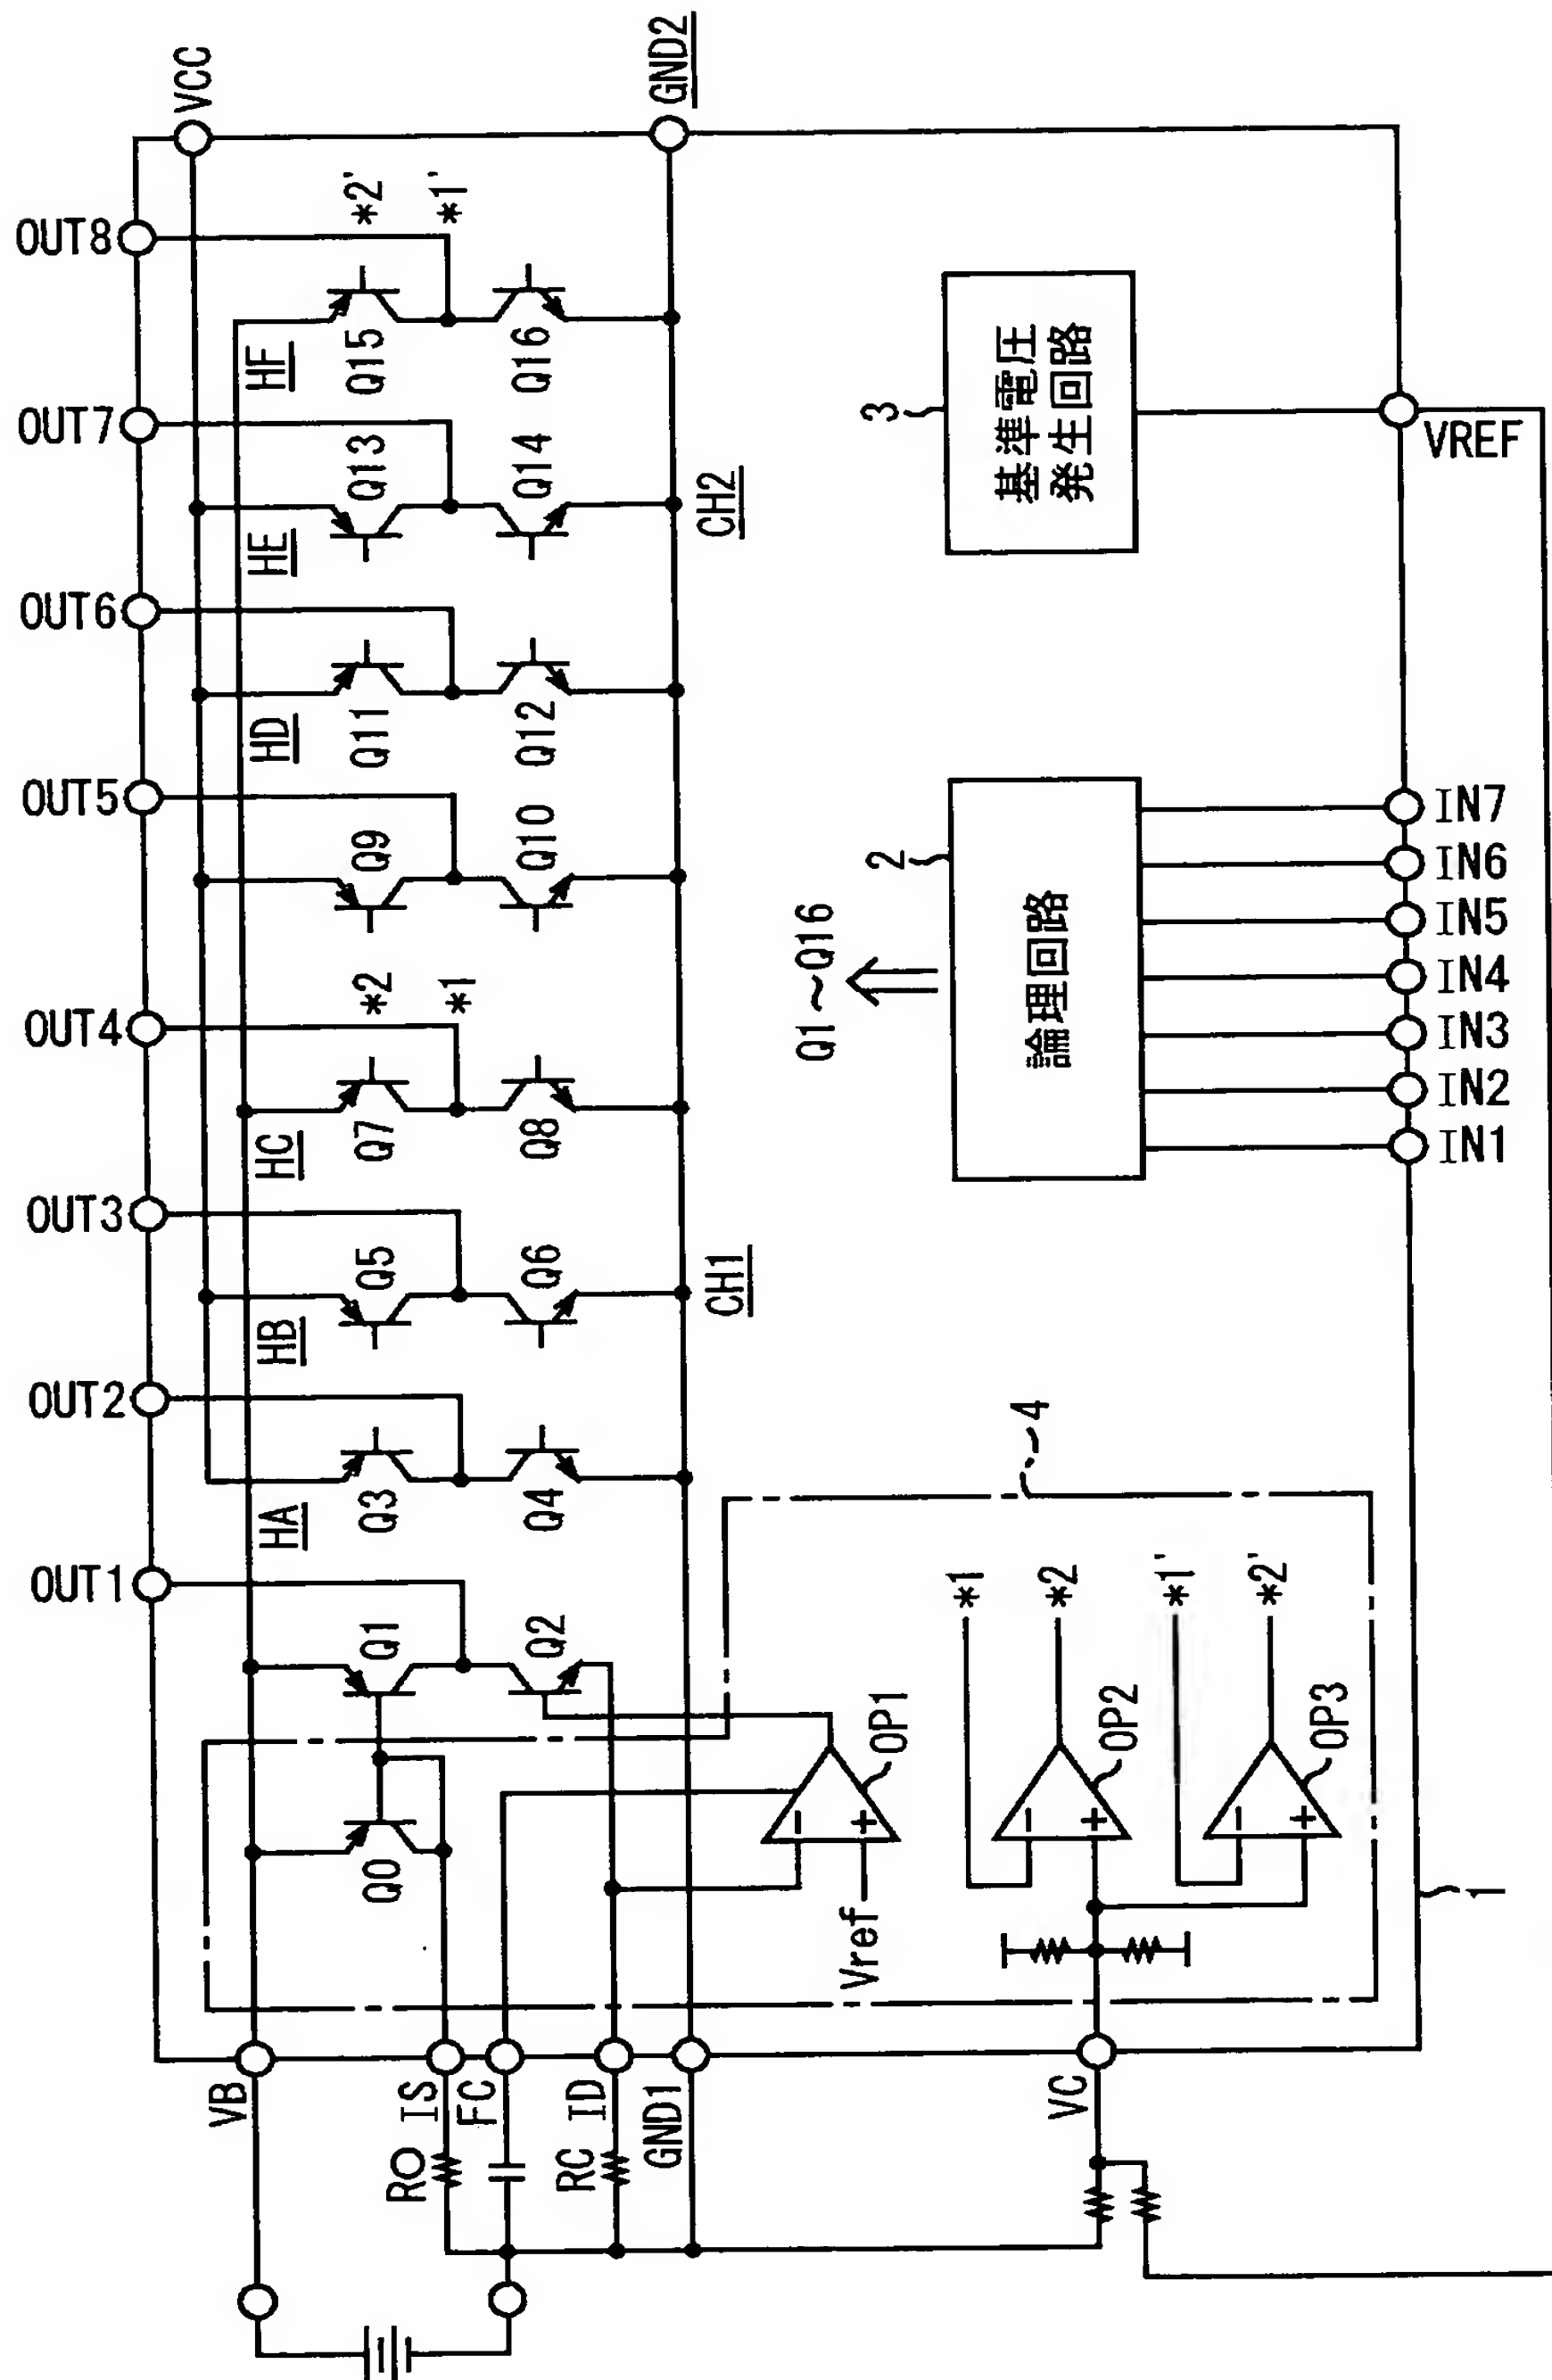 OUT1
OUT2
OUT3
OUT4
OUT5
OUT6
OUT7
OUT8
VCC
GND2
VB
IS
FC
ID
GND1
VC
RO
RC
Q0
Q1
Q2
HA
Q3
Q4
HB
Q5
Q6
HC
Q7
Q8
*2
*1
Q9
Q10
HD
Q11
Q12
HE
Q13
Q14
HF
Q15
Q16
*2'
*1'
CH1
CH2
OP1
Vref
*1
*2
OP2
*1'
*2'
OP3
4
1
Q1~Q16
2
論理回路
3
基準電圧
発生回路
IN1
IN2
IN3
IN4
IN5
IN6
IN7
VREF